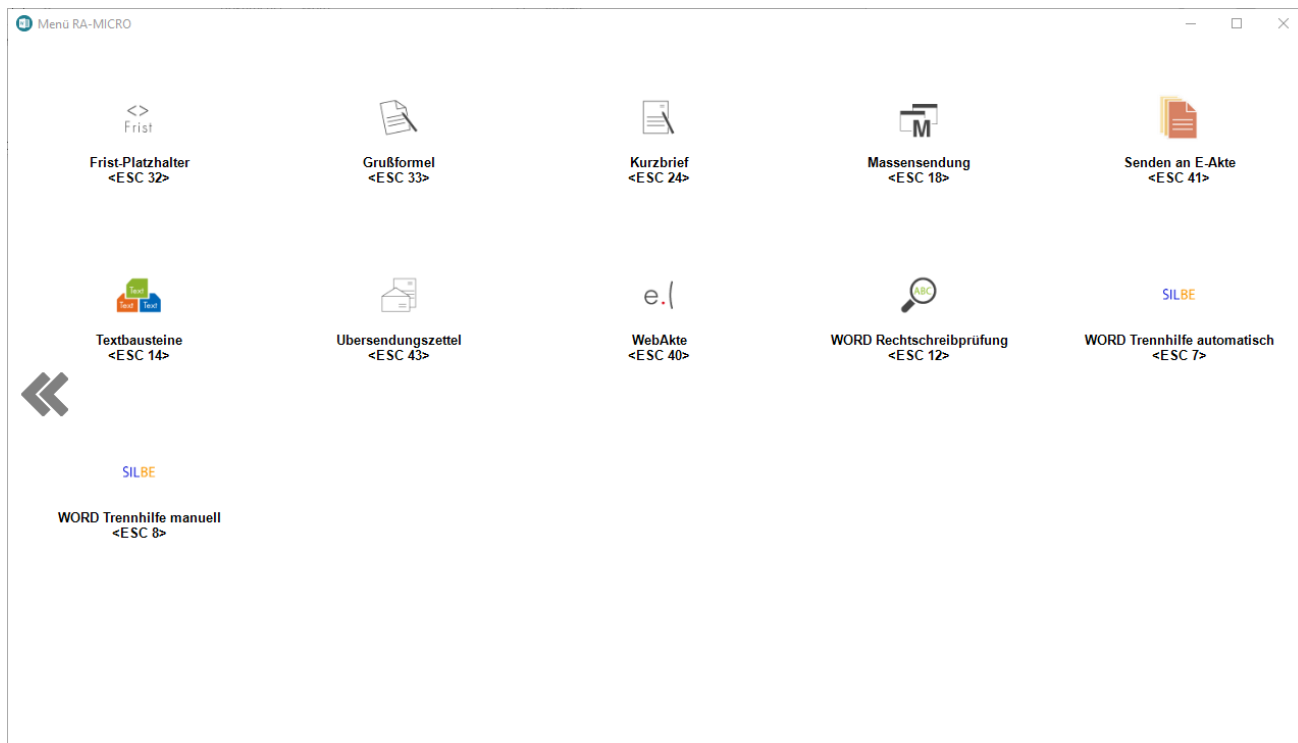 Menü RA-MICRO
<>
Frist
Frist-Platzhalter
<ESC 32>
Grußformel
<ESC 33>
Kurzbrief
<ESC 24>
M
Massensendung
<ESC 18>
Senden an E-Akte
<ESC 41>
Text
Text Text
Textbausteine
<ESC 14>
Ubersendungszettel
<ESC 43>
e.(
WebAkte
<ESC 40>
ABC
WORD Rechtschreibprüfung
<ESC 12>
SILBE
WORD Trennhilfe automatisch
<ESC 7>
SILBE
WORD Trennhilfe manuell
<ESC 8>